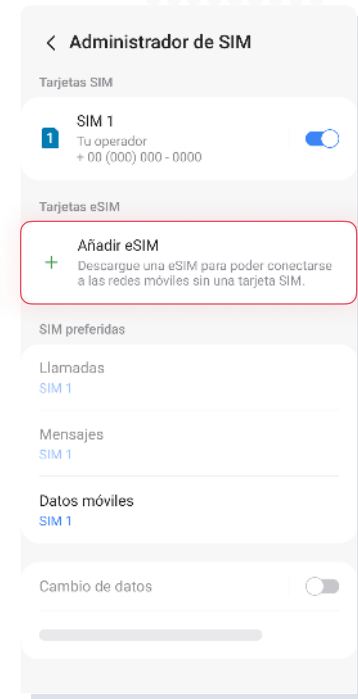 Administrador de SIM
Tarjetas SIM
SIM 1
1
Tu operador
+ 00 (000) 000 - 0000
Tarjetas eSIM
Añadir eSIM
Descargue una eSIM para poder conectarse
a las redes móviles sin una tarjeta SIM.
SIM preferidas
Llamadas
SIM 1
Mensajes
SIM 1
Datos móviles
SIM 1
Cambio de datos